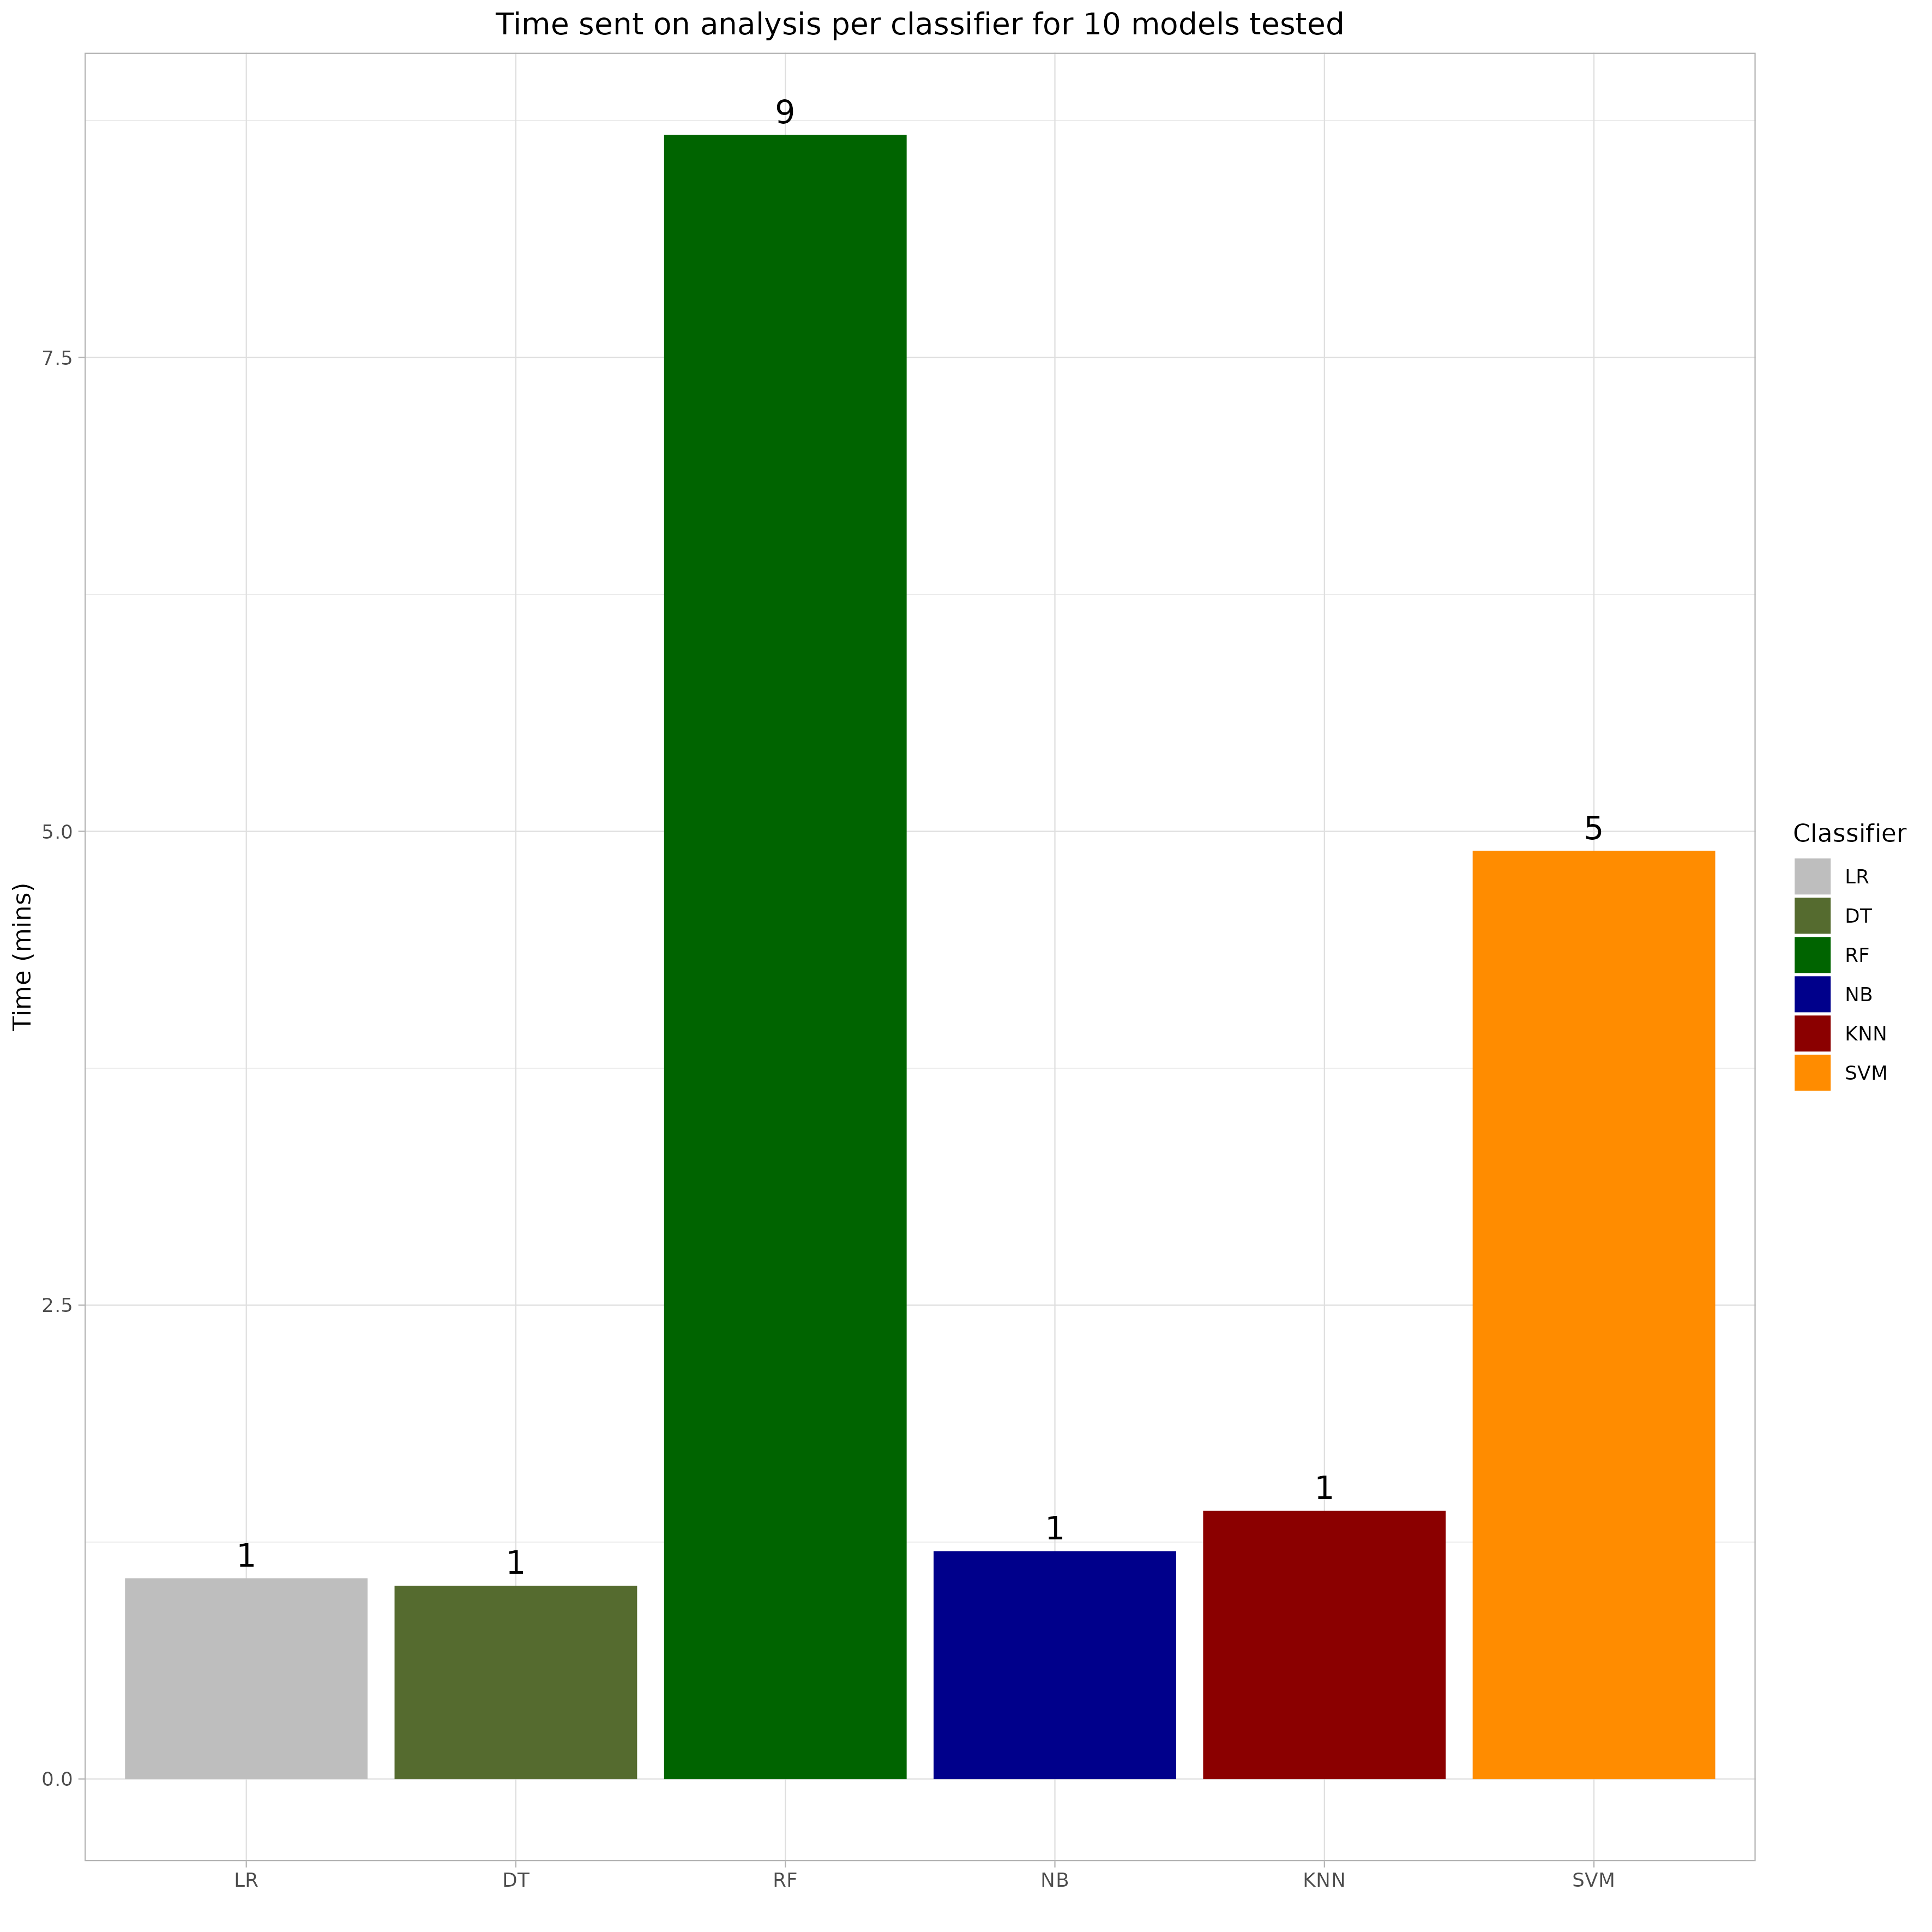 Time sent on analysis per classifier for 10 models tested
9
7.5
5.0
5
Time (mins)
2.5
1
1
1
1
0.0
LR
DT
RF
NB
KNN
SVM
Classifier
LR
DT
RF
NB
KNN
SVM